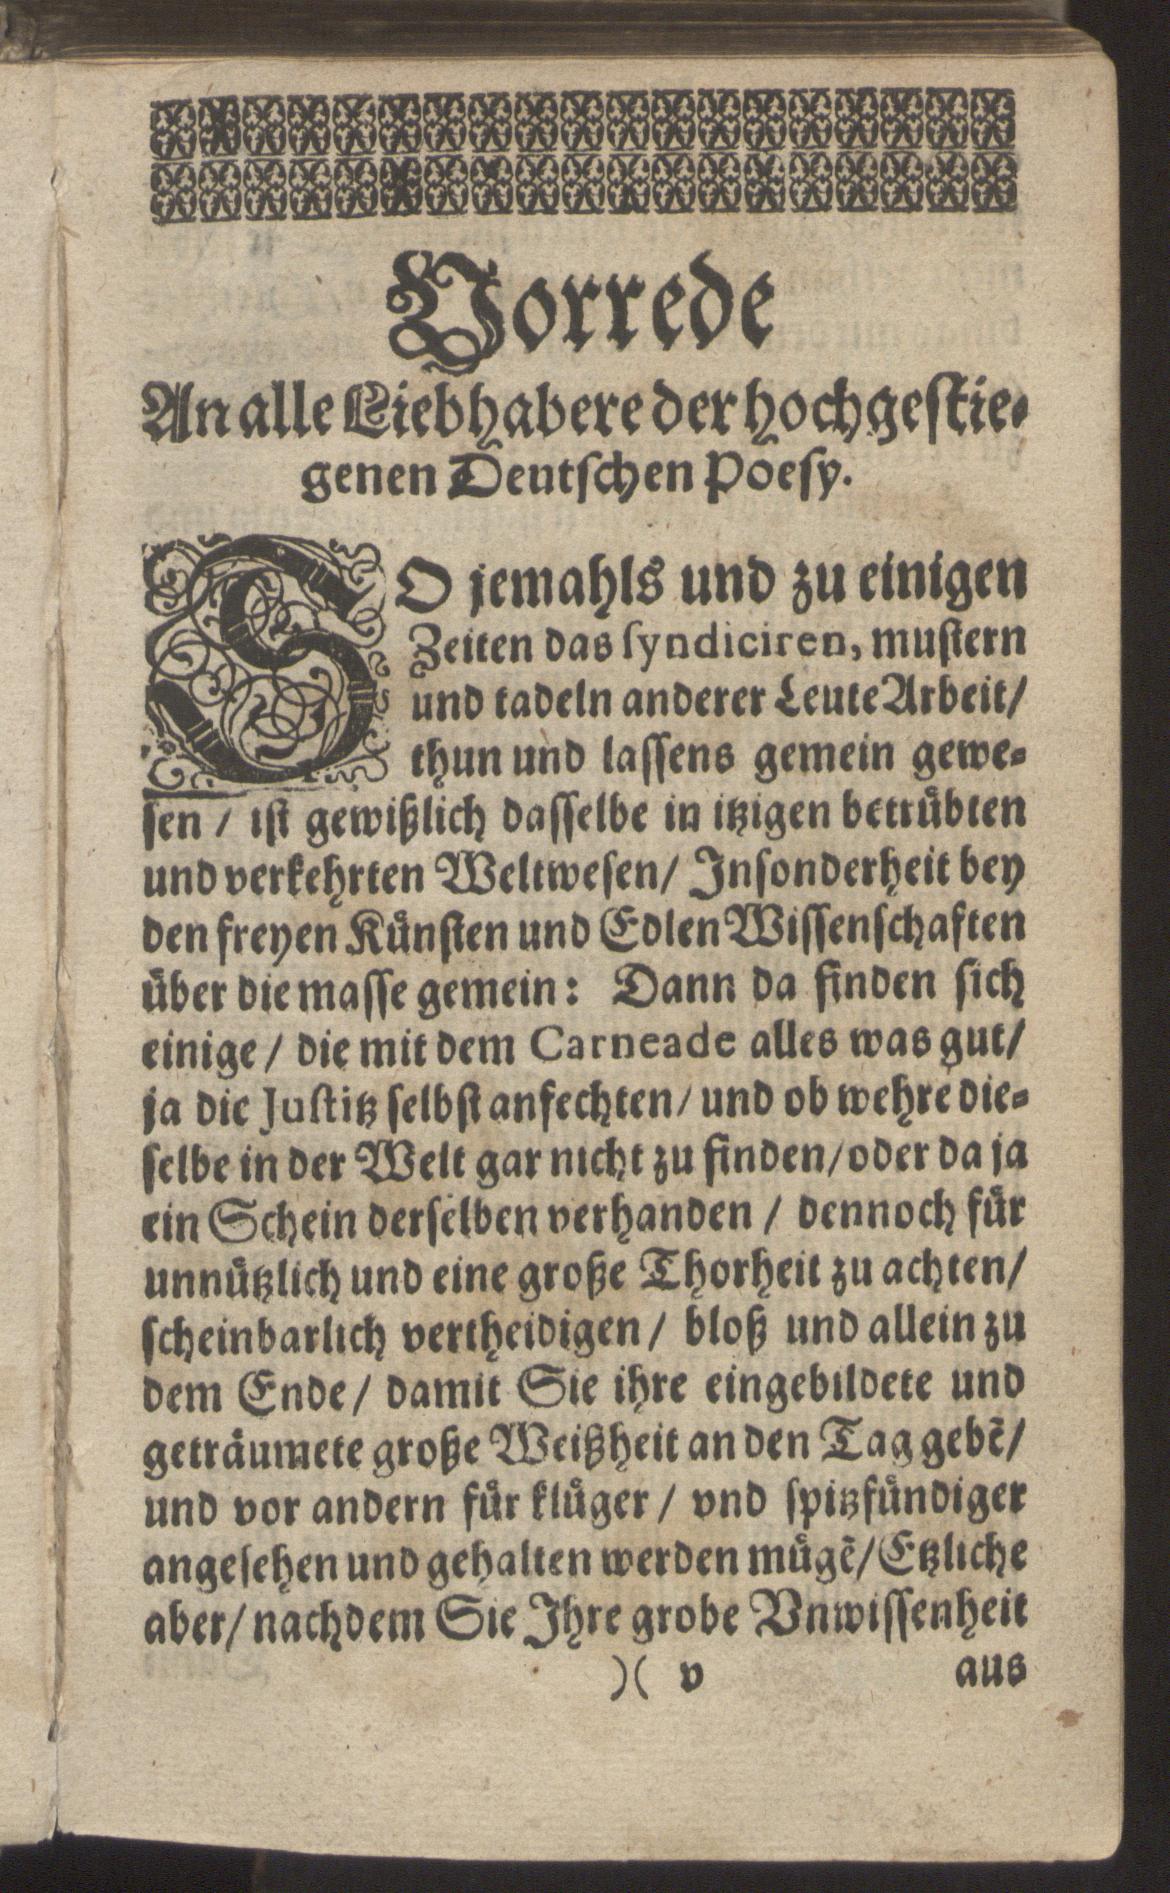 Vorrede
An alle Liebhabere der hochgestie-
genen Deutschen Poesy.
SO jemahls und zu einigen
Zeiten das syndiciren, mustern
und tadeln anderer Leute Arbeit/
thun und lassens gemein gewe-
sen / ist gewißlich dasselbe in itzigen betrübten
und verkehrten Weltwesen/ Insonderheit bey
den freyen Künsten und Edlen Wissenschaften
über die masse gemein: Dann da finden sich
einige / die mit dem Carneade alles was gut/
ja die Justitz selbst anfechten/ und ob wehre die-
selbe in der Welt gar nicht zu finden/oder da ja
ein Schein derselben verhanden / dennoch für
unnützlich und eine große Thorheit zu achten/
scheinbarlich vertheidigen / bloß und allein zu
dem Ende/ damit Sie ihre eingebildete und
geträumete große Weißheit an den Tag gebẽ/
und vor andern für klüger / vnd spitzfündiger
angesehen und gehalten werden mügẽ/Etzliche
aber/ nachdem Sie Ihre grobe Vnwissenheit
)( v aus